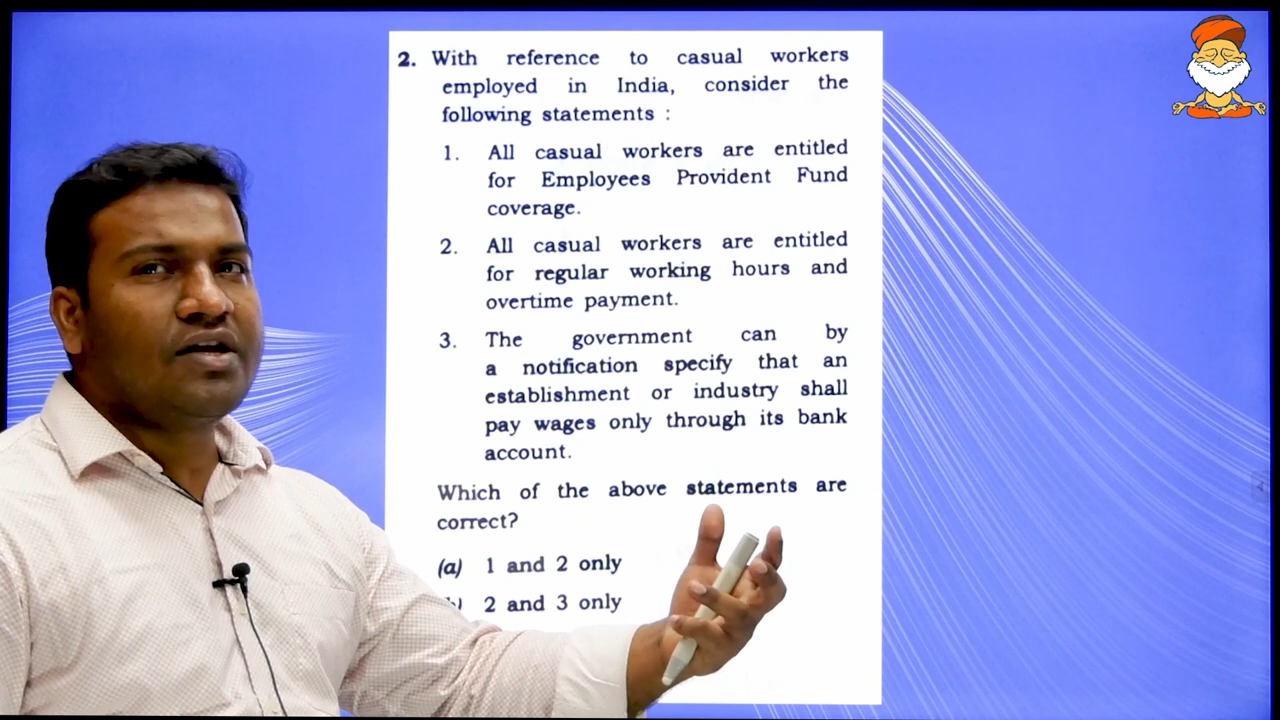 2. With reference to casual workers
employed in India, consider the
following statements :
1. All casual workers are entitled
for Employees Provident Fund
coverage.
2. All casual workers are entitled
for regular working hours and
overtime payment.
3. The government can by
a notification specify that an
establishment or industry shall
pay wages only through its bank
account.
Which of the above statements are
correct?
(a) 1 and 2 only
2 and 3 only